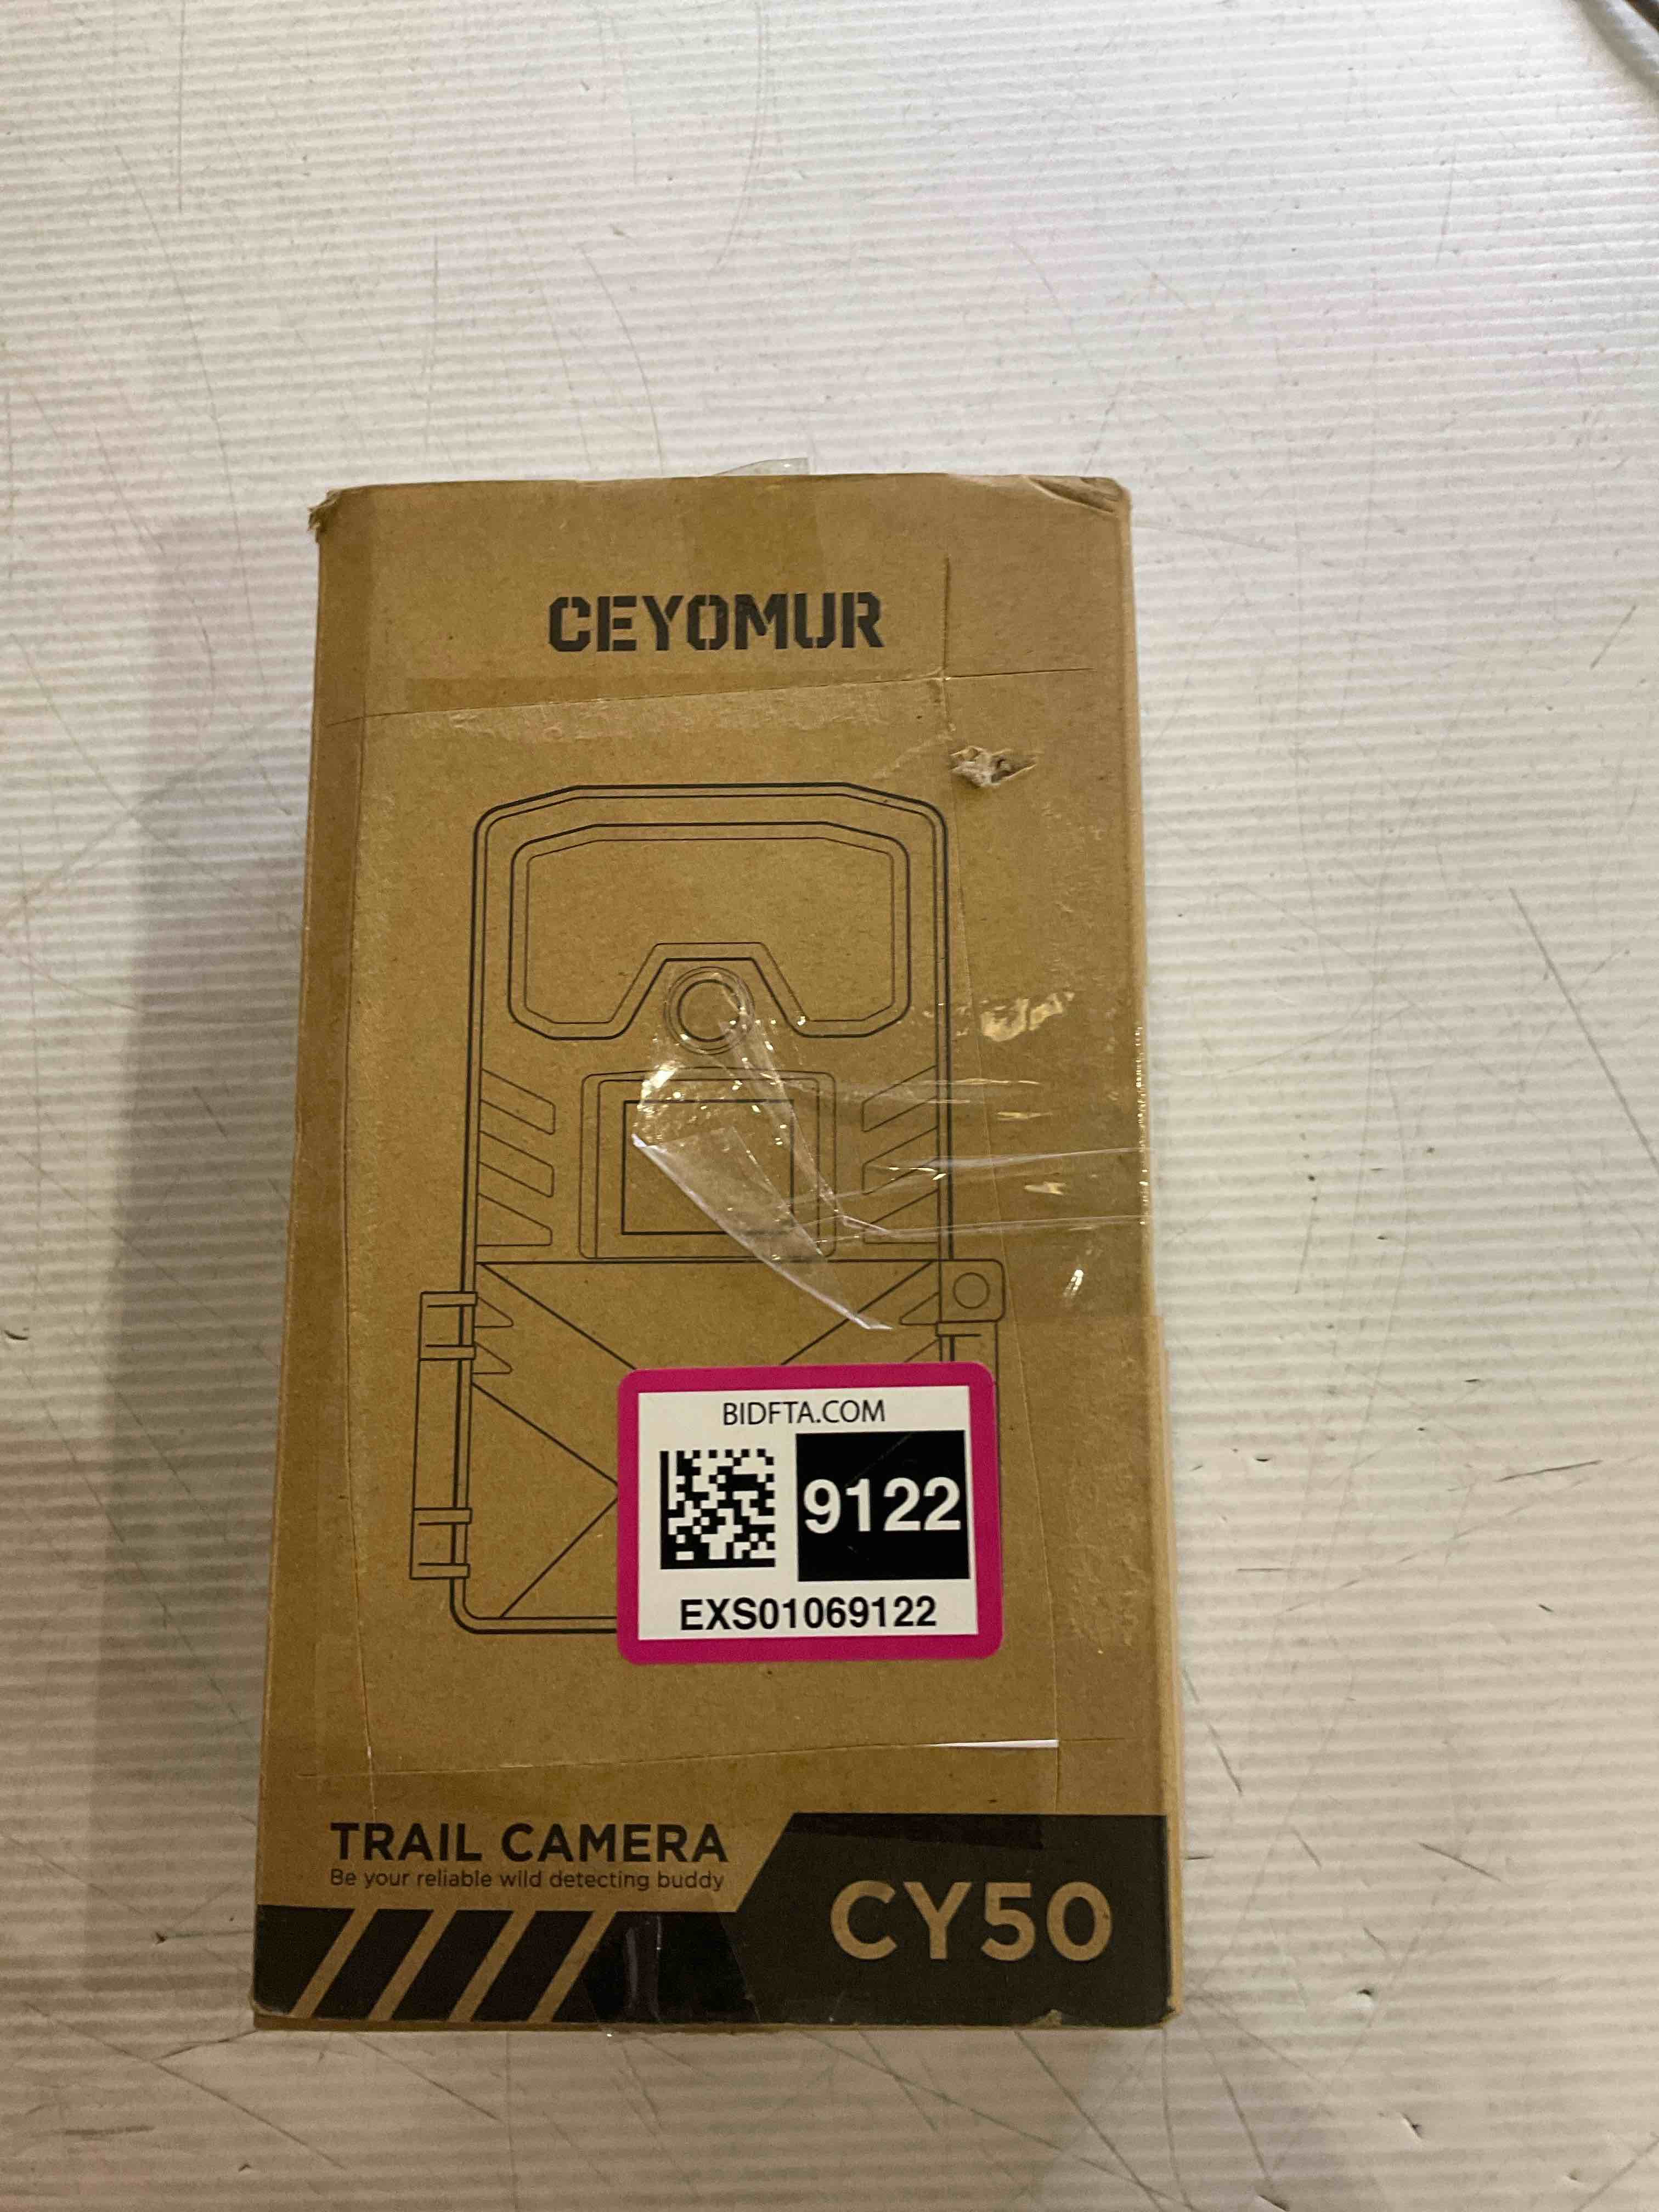 CEYOMUR
BIDFTA.COM
9122
EXS01069122
TRAIL CAMERA
Be your reliable wild detecting buddy
CY50